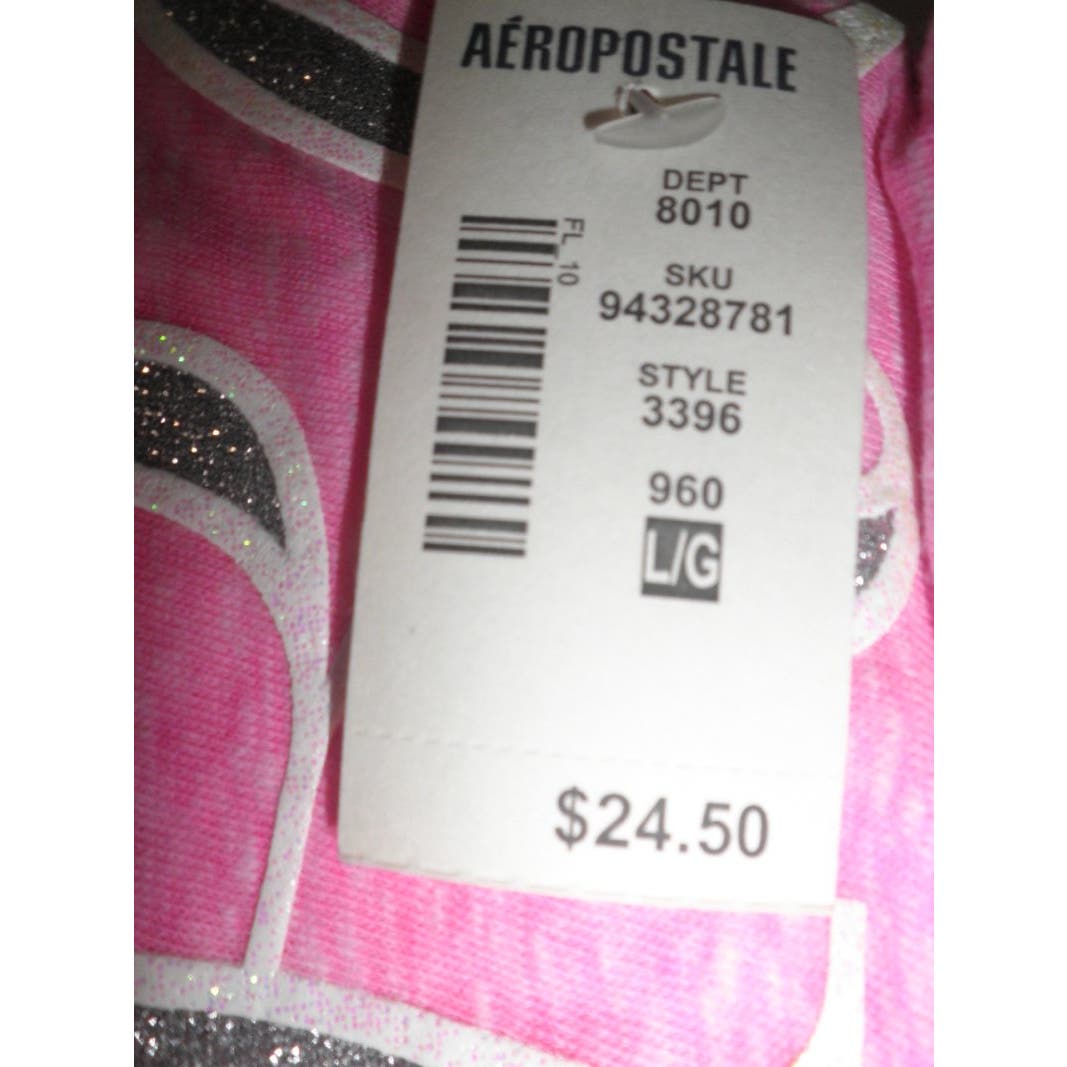 AÉROPOSTALE
DEPT
8010
FL 10
SKU
94328781
STYLE
3396
960
L/G
$24.50